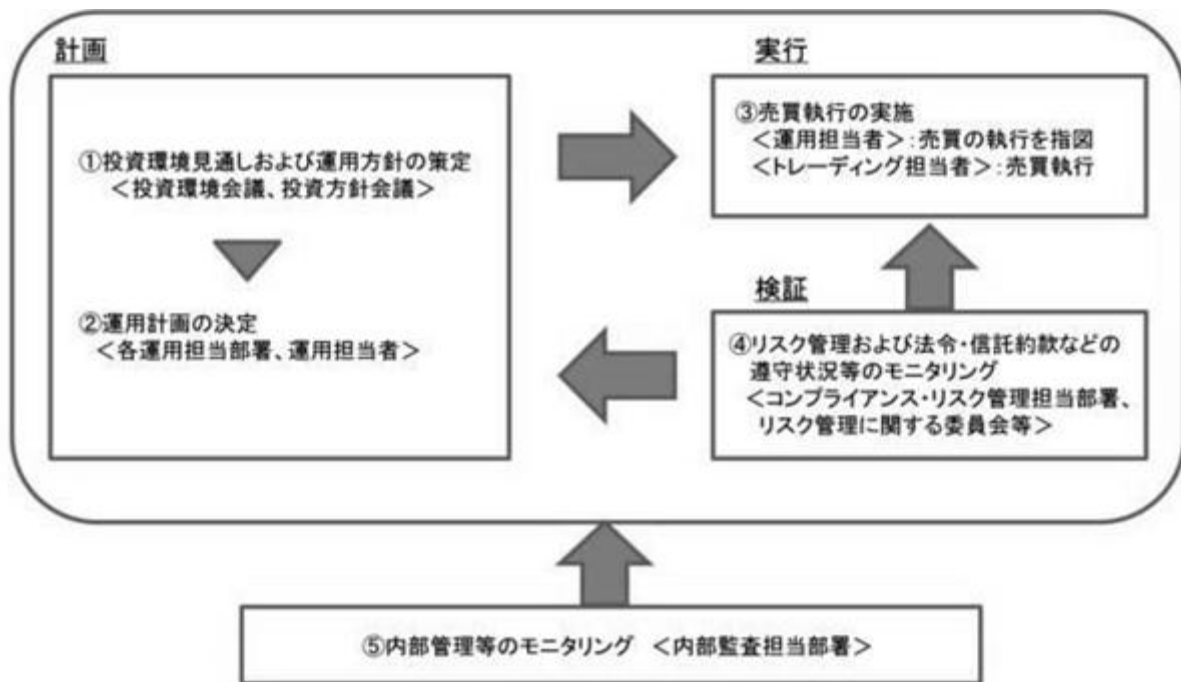 計画
①投資環境見通しおよび運用方針の策定
＜投資環境会議、投資方針会議＞
②運用計画の決定
＜各運用担当部署、運用担当者＞
実行
③売買執行の実施
＜運用担当者＞：売買の執行を指図
＜トレーディング担当者＞：売買執行
検証
④リスク管理および法令・信託約款などの
遵守状況等のモニタリング
＜コンプライアンス・リスク管理担当部署、
リスク管理に関する委員会等＞
⑤内部管理等のモニタリング　＜内部監査担当部署＞